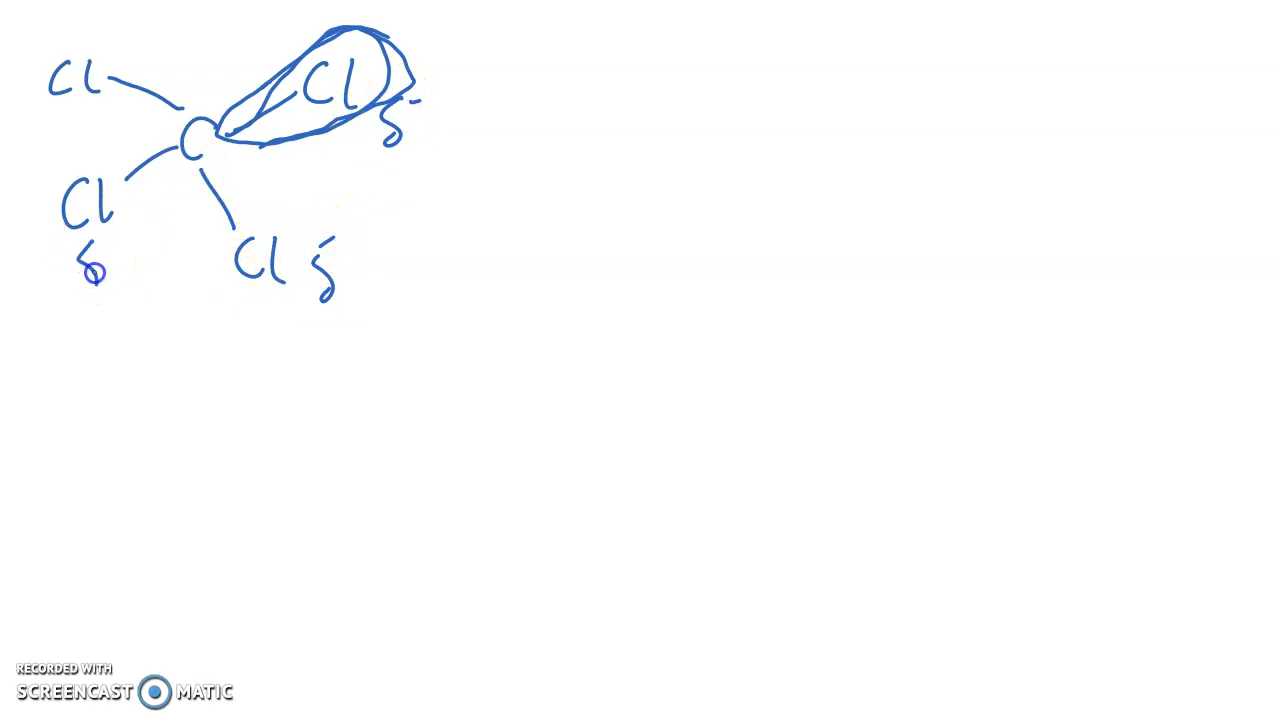 Cl
Cl
C
δ-
Cl
Cl δ-
δ
RECORDED WITH
SCREENCAST MATIC